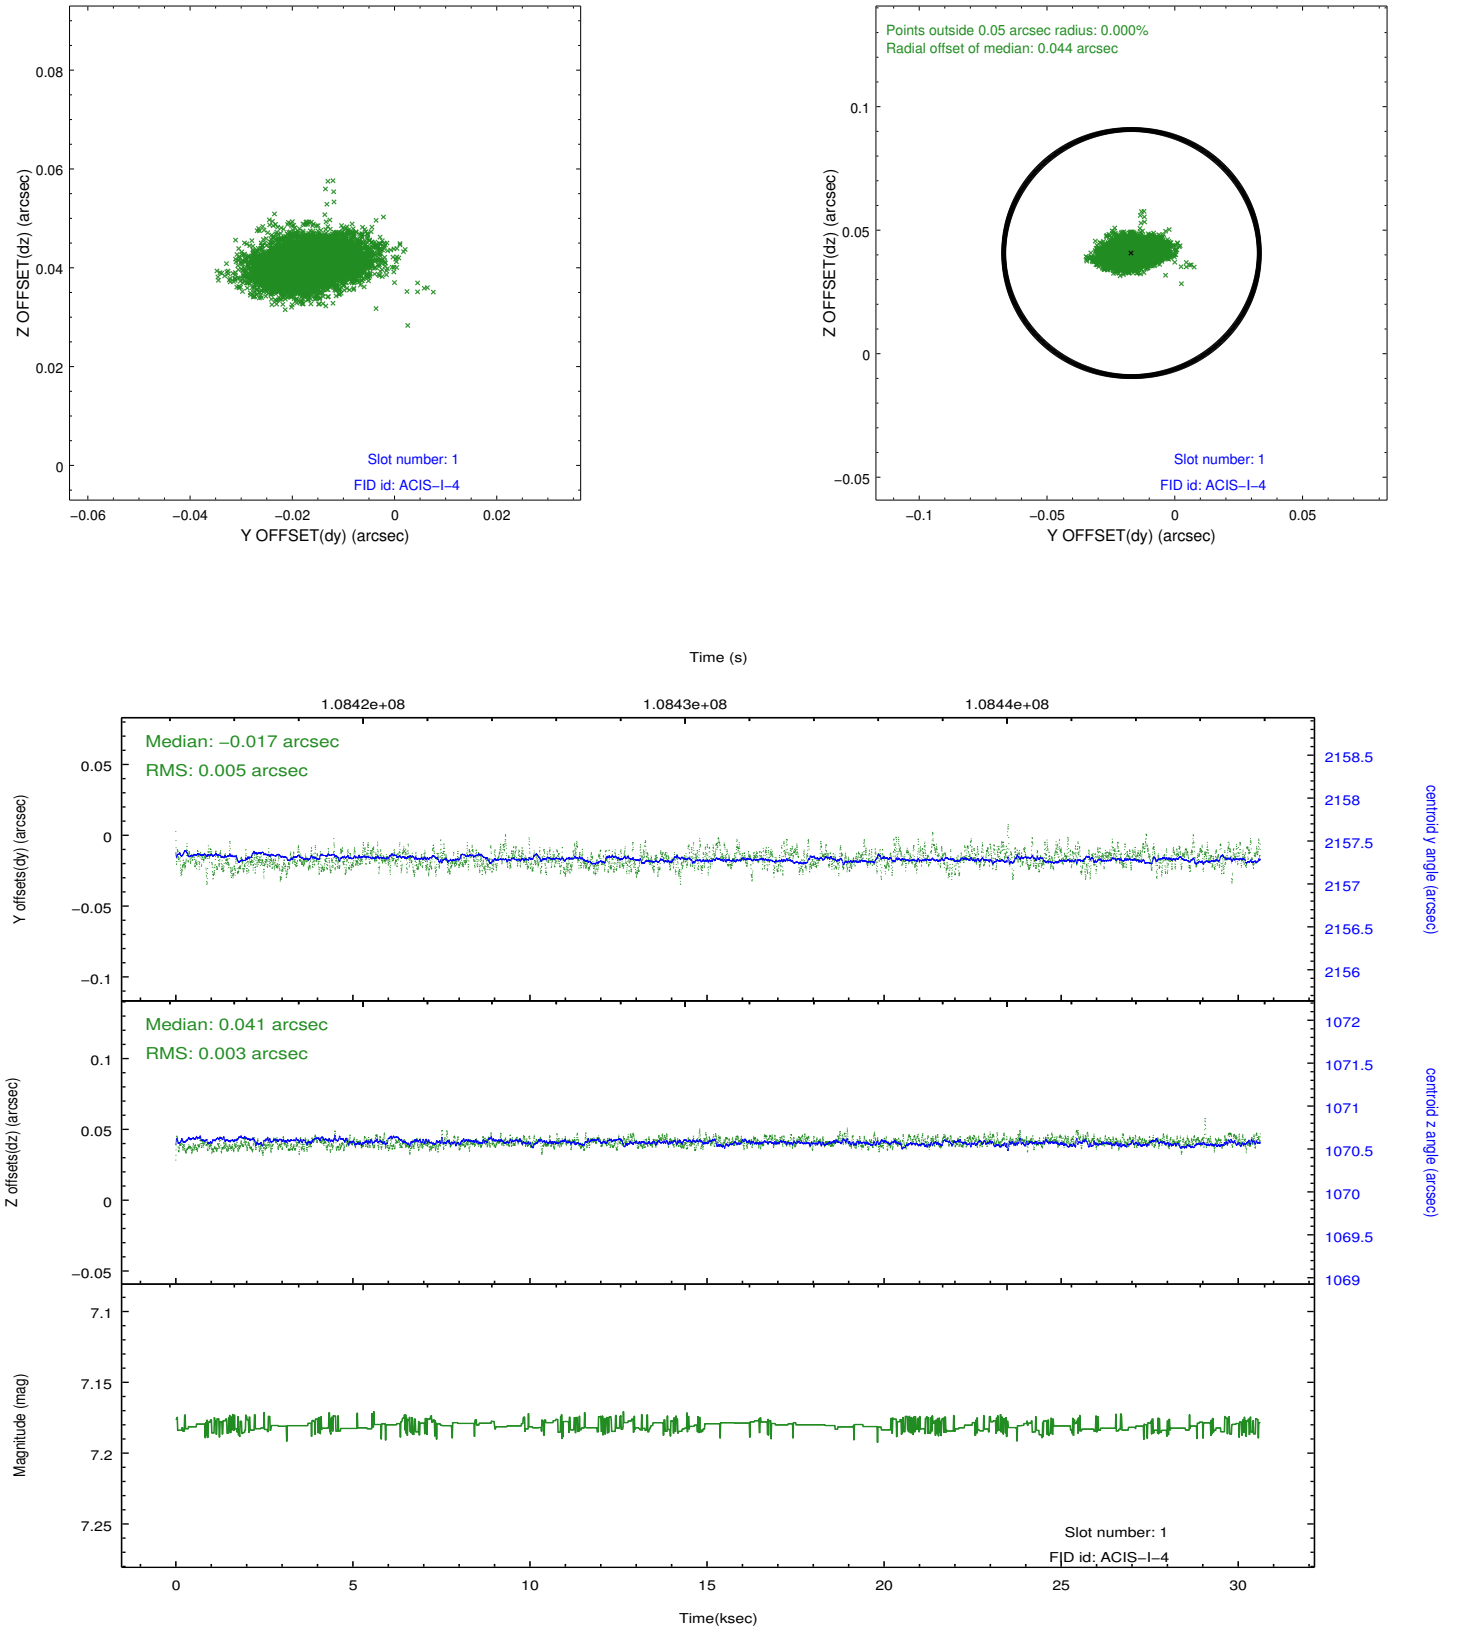 0.08
0.06
0.04
0.02
0
Z OFFSET(dz) (arcsec)
Slot number: 1
FID id: ACIS−I−4
−0.06 −0.04 −0.02 0 0.02
Y OFFSET(dy) (arcsec)
Points outside 0.05 arcsec radius: 0.000%
Radial offset of median: 0.044 arcsec
0.1
0.05
0
−0.05
Z OFFSET(dz) (arcsec)
Slot number: 1
FID id: ACIS−I−4
−0.1 −0.05 0 0.05
Y OFFSET(dy) (arcsec)
Time (s)
1.0842e+08 1.0843e+08 1.0844e+08
Median: −0.017 arcsec
RMS: 0.005 arcsec
0.05
0
−0.05
−0.1
Y offsets(dy) (arcsec)
2158.5
2158
2157.5
2157
2156.5
2156
centroid y angle (arcsec)
Median: 0.041 arcsec
RMS: 0.003 arcsec
0.1
0.05
0
−0.05
Z offsets(dz) (arcsec)
1072
1071.5
1071
1070.5
1070
1069.5
1069
centroid z angle (arcsec)
7.1
7.15
7.2
7.25
Magnitude (mag)
Slot number: 1
FID id: ACIS−I−4
0 5 10 15 20 25 30
Time(ksec)